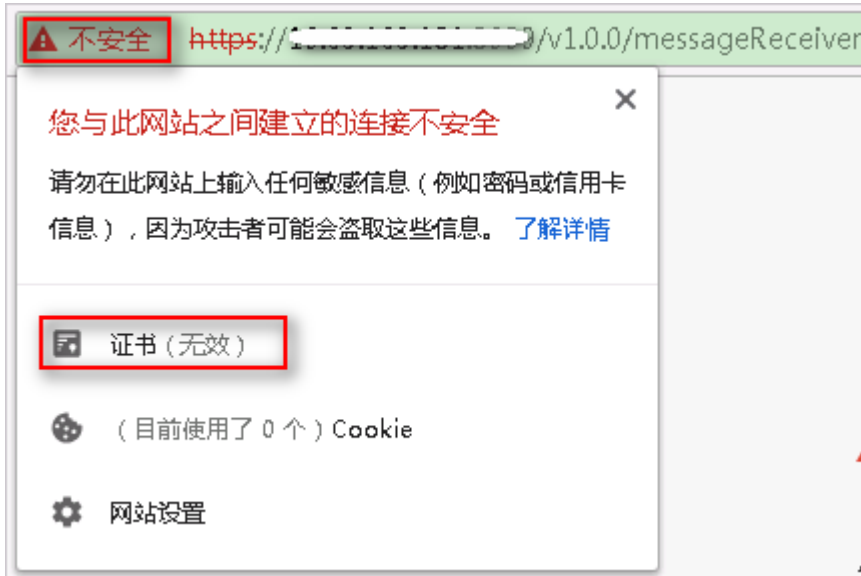 不安全 https:///v1.0.0/messageReceiver
您与此网站之间建立的连接不安全
请勿在此网站上输入任何敏感信息（例如密码或信用卡
信息），因为攻击者可能会盗取这些信息。 了解详情
证书（无效）
（目前使用了 0 个）Cookie
网站设置